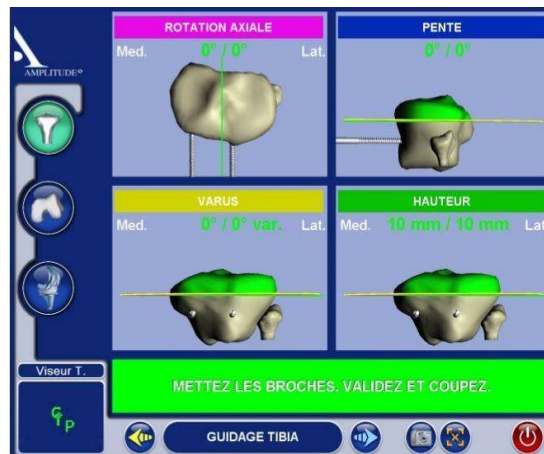 AMPLITUDE®
ROTATION AXIALE
Med. 0° / 0° Lat.
PENTE
0° / 0°
VARUS
Med. 0° / 0° var. Lat.
HAUTEUR
Med. 10 mm / 10 mm Lat
Viseur T.
G T P
METTEZ LES BROCHES. VALIDEZ ET COUPEZ.
GUIDAGE TIBIA